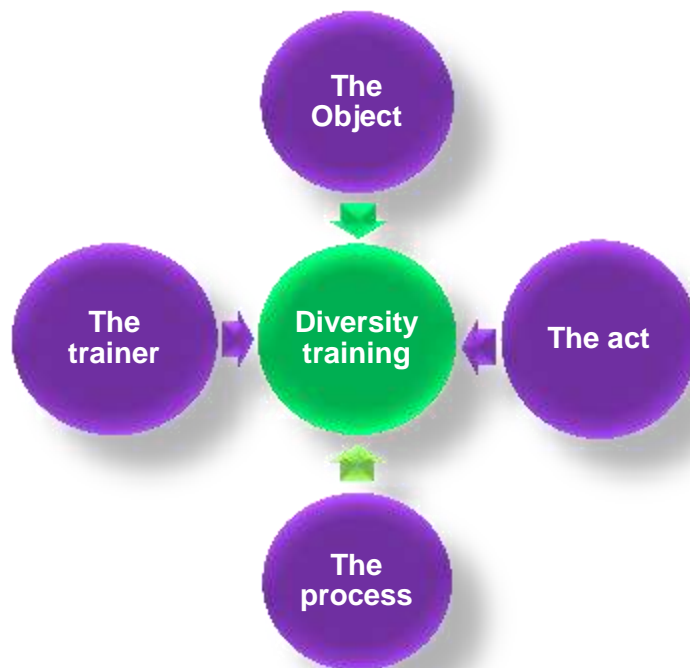 The
Object
The
trainer
Diversity
training
The act
The
process